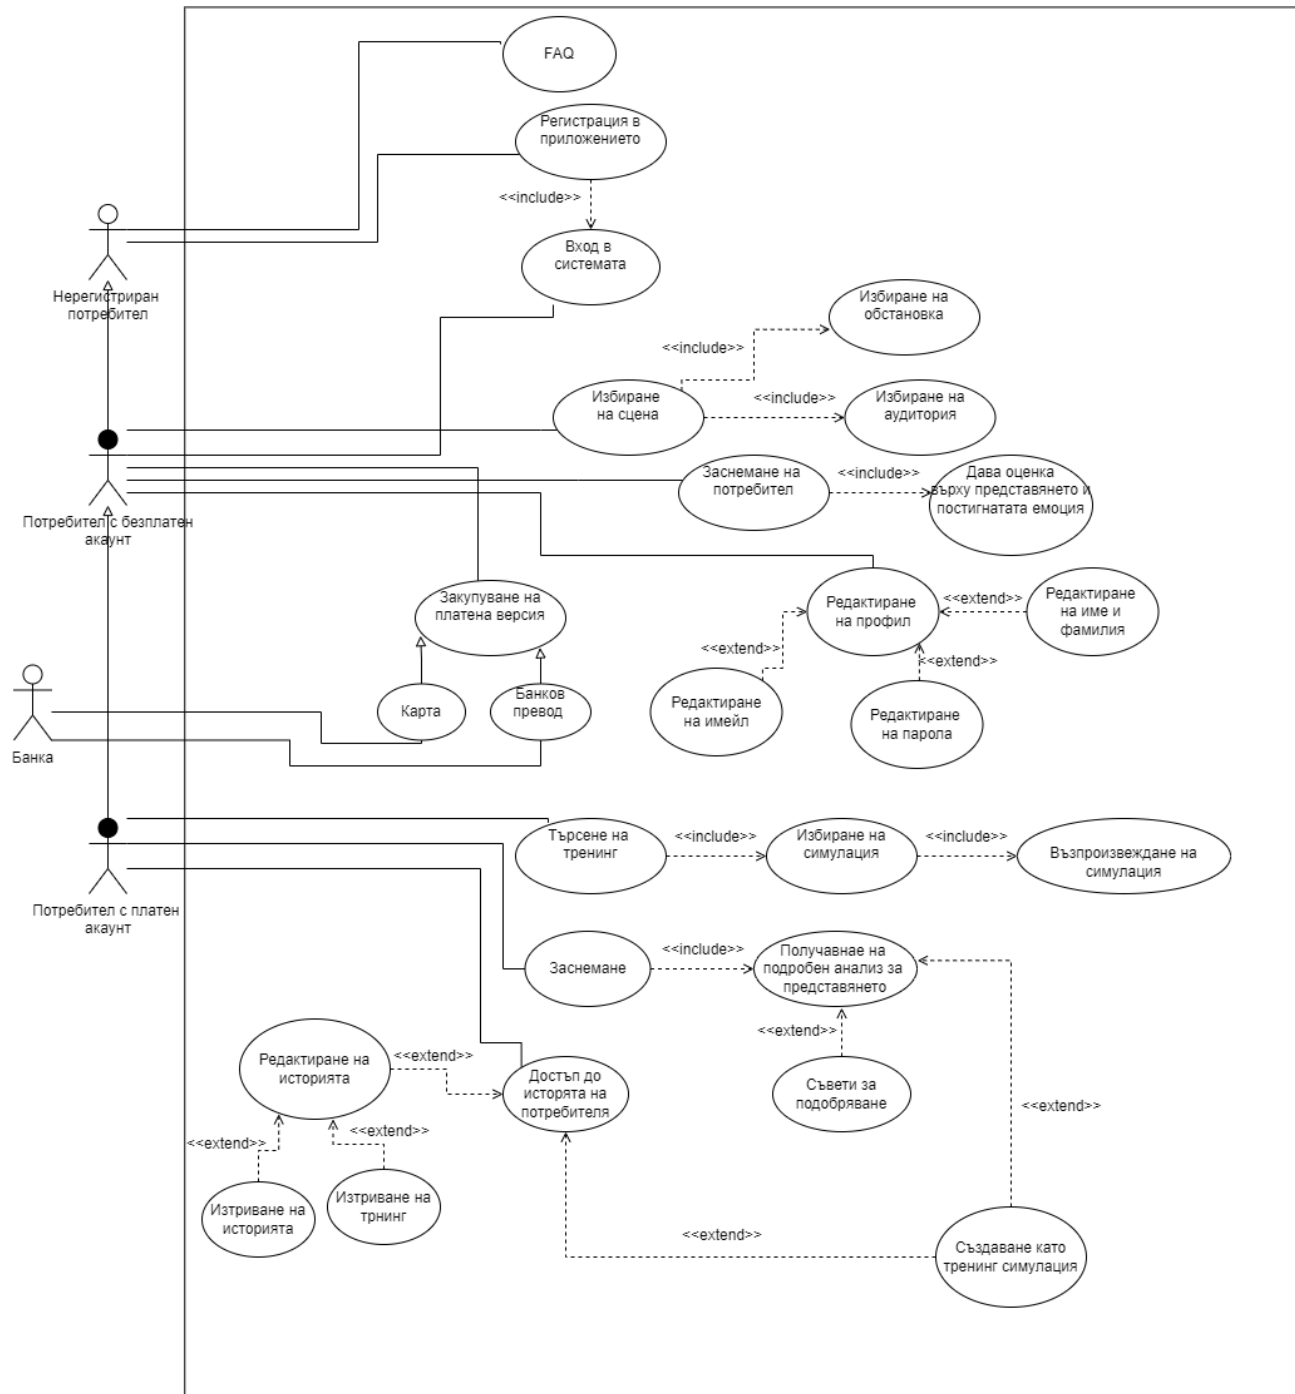 FAQ
Регистрация в
приложението
<<include>>
Вход в
системата
Нерегистриран
потребител
Избиране на
обстановка
<<include>>
Избиране
на сцена
<<include>>
Избиране на
аудитория
Заснемане на
потребител
<<include>>
Дава оценка
върху представянето и
постигнатата емоция
Потребител с безплатен
акаунт
Закупуване на
платена версия
Редактиране
на профил
<<extend>>
Редактиране
на име и
фамилия
<<extend>>
<<extend>>
Карта
Банков
превод
Редактиране
на имейл
Редактиране
на парола
Банка
Търсене на
тренинг
<<include>>
Избиране на
симулация
<<include>>
Възпроизвеждане на
симулация
Потребител с платен
акаунт
Заснемане
<<include>>
Получавнае на
подробен анализ за
представянето
<<extend>>
Редактиране на
историята
<<extend>>
Достъп до
исторята на
потребителя
Съвети за
подобряване
<<extend>>
<<extend>>
<<extend>>
Изтриване на
историята
Изтриване на
трнинг
<<extend>>
Създаване като
тренинг симулация